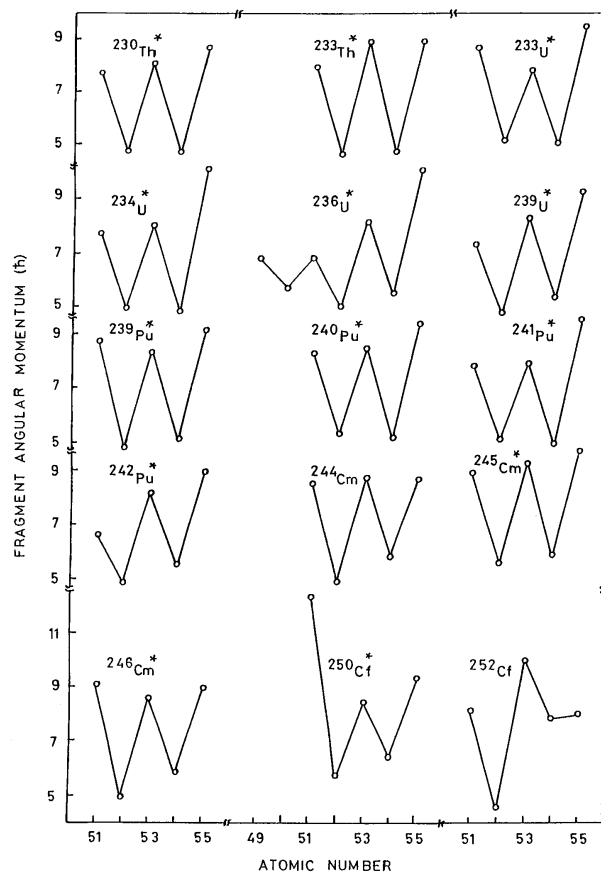 FRAGMENT ANGULAR MOMENTUM (ħ)
9
7
5
230Th*
233Th*
233U*
9
7
5
234U*
236U*
239U*
9
7
5
239Pu*
240Pu*
241Pu*
9
7
5
242Pu*
244Cm
245Cm*
11
9
7
5
246Cm*
250Cf*
252Cf
51 53 55 49 51 53 55 51 53 55
ATOMIC NUMBER